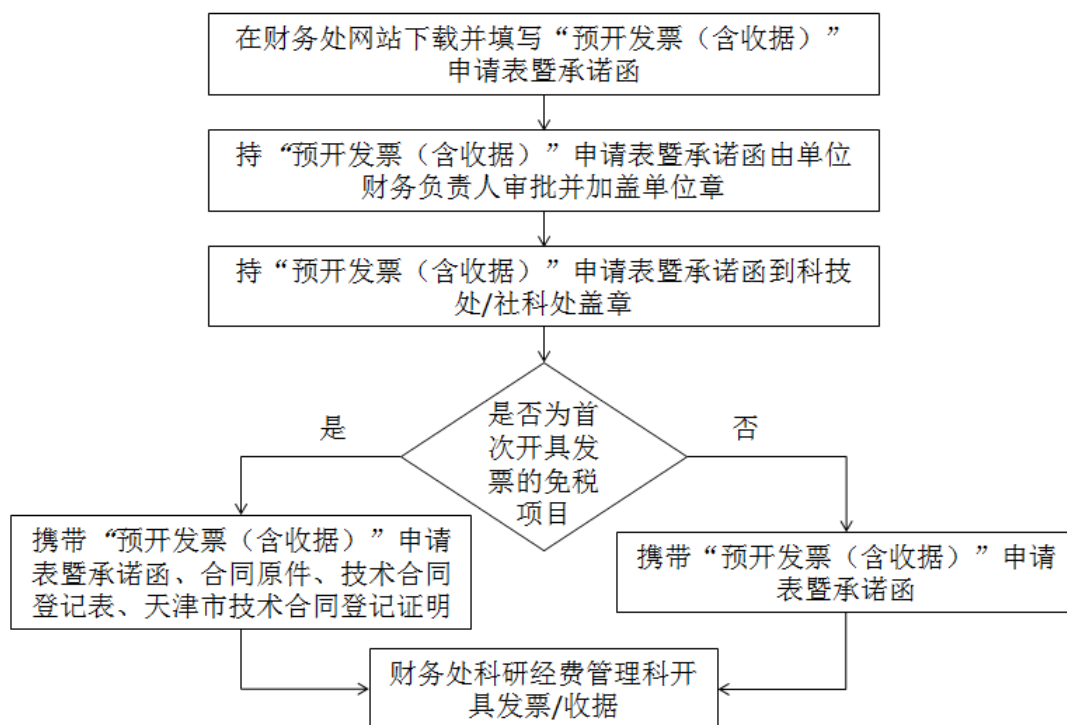 在财务处网站下载并填写“预开发票（含收据）”
申请表暨承诺函
持“预开发票（含收据）”申请表暨承诺函由单位
财务负责人审批并加盖单位章
持“预开发票（含收据）”申请表暨承诺函到科技
处/社科处盖章
是否为首
次开具发
票的免税
项目
是
否
携带“预开发票（含收据）”申请
表暨承诺函、合同原件、技术合同
登记表、天津市技术合同登记证明
携带“预开发票（含收据）”申请
表暨承诺函
财务处科研经费管理科开
具发票/收据